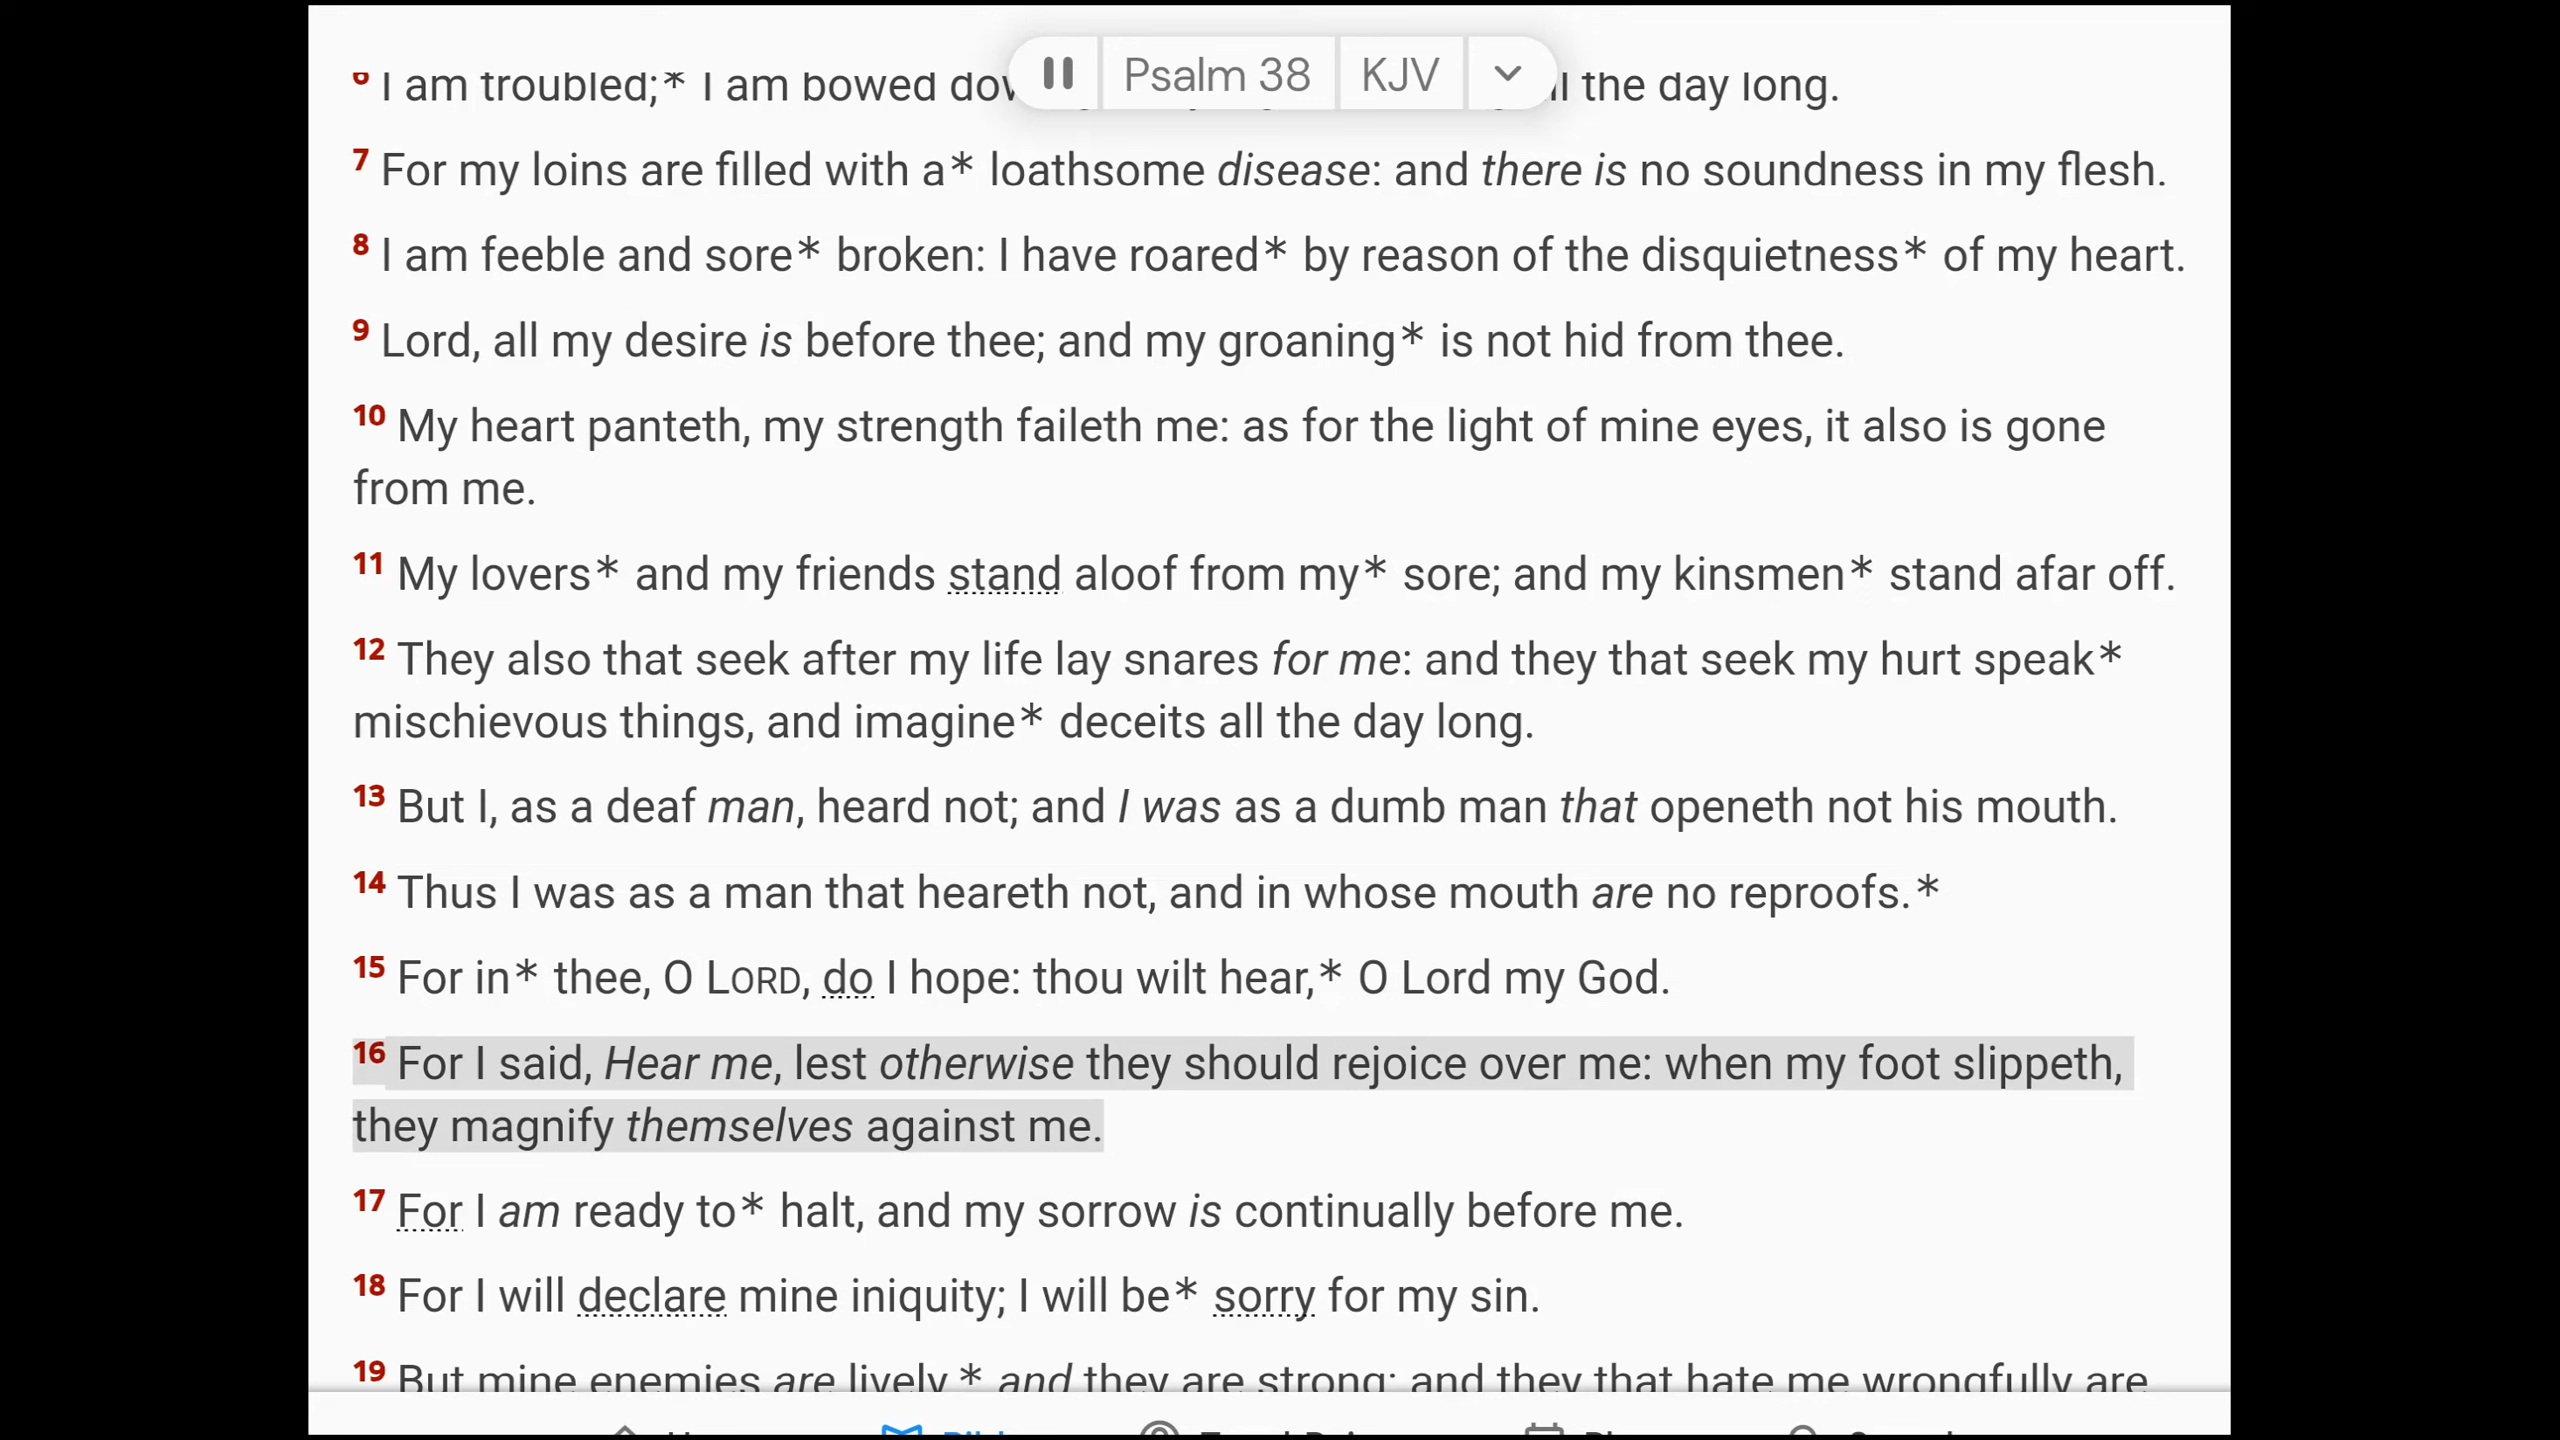 Psalm 38 KJV
6 I am troubled;* I am bowed the day long.
7 For my loins are filled with a* loathsome disease: and there is no soundness in my flesh.
8 I am feeble and sore* broken: I have roared* by reason of the disquietness* of my heart.
9 Lord, all my desire is before thee; and my groaning* is not hid from thee.
10 My heart panteth, my strength faileth me: as for the light of mine eyes, it also is gone
from me.
11 My lovers* and my friends stand aloof from my* sore; and my kinsmen* stand afar off.
12 They also that seek after my life lay snares for me: and they that seek my hurt speak*
mischievous things, and imagine* deceits all the day long.
13 But I, as a deaf man, heard not; and I was as a dumb man that openeth not his mouth.
14 Thus I was as a man that heareth not, and in whose mouth are no reproofs.*
15 For in* thee, O LORD, do I hope: thou wilt hear,* O Lord my God.
16 For I said, Hear me, lest otherwise they should rejoice over me: when my foot slippeth,
they magnify themselves against me.
17 For I am ready to* halt, and my sorrow is continually before me.
18 For I will declare mine iniquity; I will be* sorry for my sin.
19 But mine enemies are lively * and they are strong: and they that hate me wrongfully are